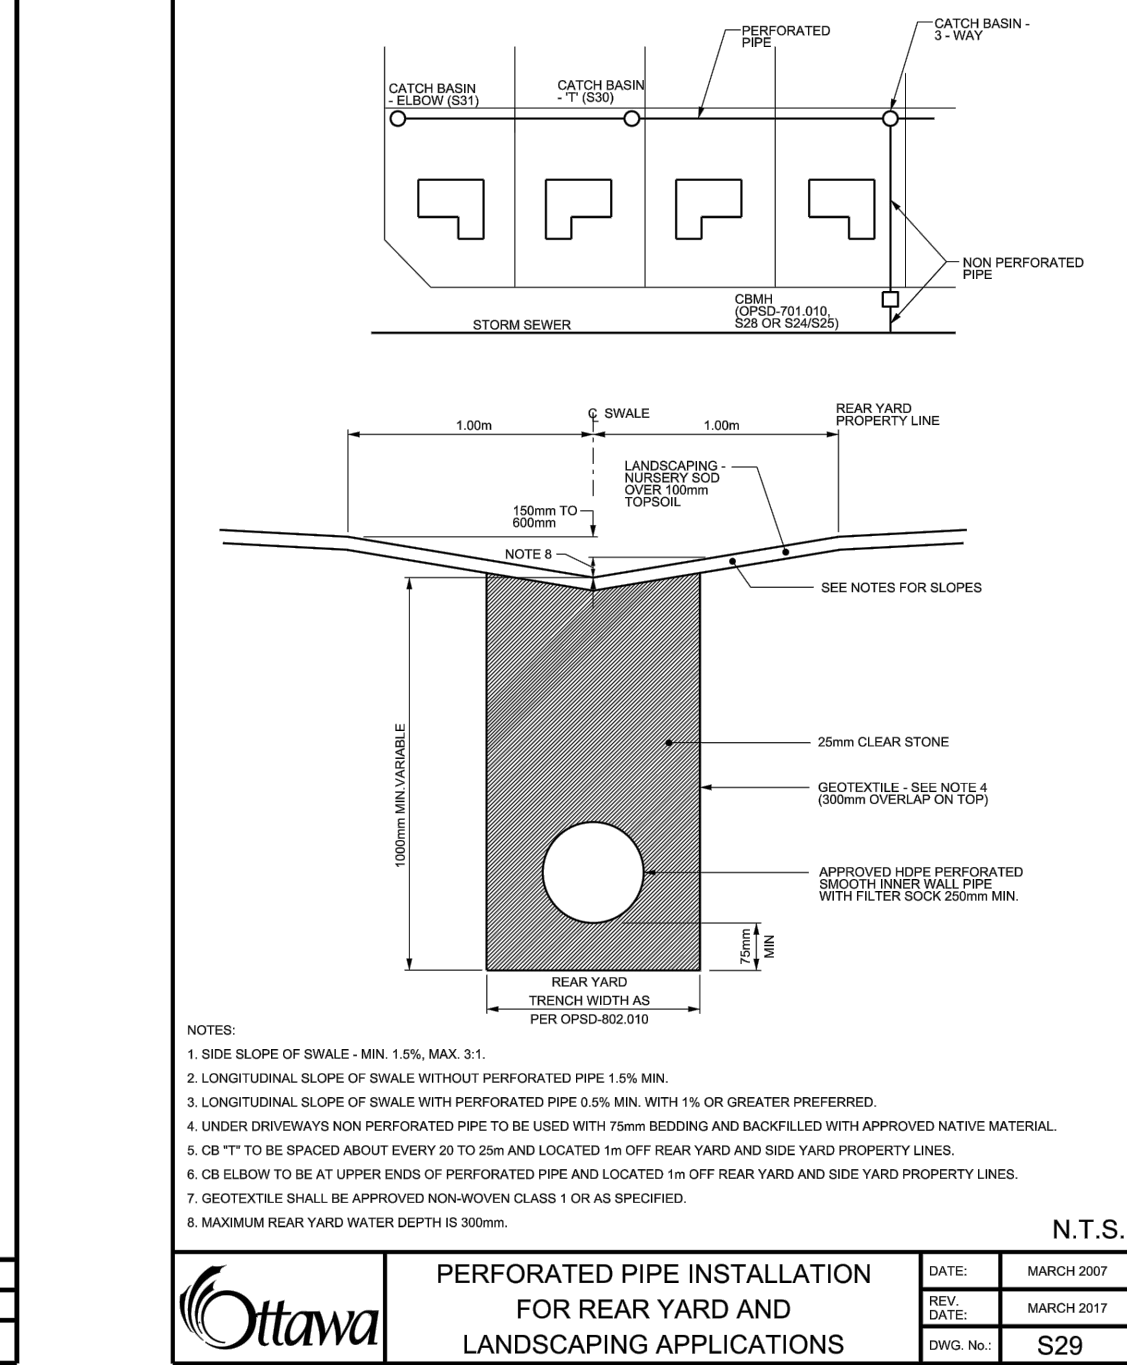 PERFORATED
PIPE
CATCH BASIN -
3 - WAY
CATCH BASIN
- ELBOW (S31)
CATCH BASIN
- 'T' (S30)
NON PERFORATED
PIPE
CBMH
(OPSD-701.010,
S28 OR S24/S25)
STORM SEWER
℄ SWALE
REAR YARD
PROPERTY LINE
1.00m
1.00m
LANDSCAPING -
NURSERY SOD
OVER 100mm
TOPSOIL
150mm TO
600mm
NOTE 8
SEE NOTES FOR SLOPES
1000mm MIN.VARIABLE
25mm CLEAR STONE
GEOTEXTILE - SEE NOTE 4
(300mm OVERLAP ON TOP)
APPROVED HDPE PERFORATED
SMOOTH INNER WALL PIPE
WITH FILTER SOCK 250mm MIN.
75mm
MIN
REAR YARD
TRENCH WIDTH AS
PER OPSD-802.010
NOTES:
1. SIDE SLOPE OF SWALE - MIN. 1.5%, MAX. 3:1.
2. LONGITUDINAL SLOPE OF SWALE WITHOUT PERFORATED PIPE 1.5% MIN.
3. LONGITUDINAL SLOPE OF SWALE WITH PERFORATED PIPE 0.5% MIN. WITH 1% OR GREATER PREFERRED.
4. UNDER DRIVEWAYS NON PERFORATED PIPE TO BE USED WITH 75mm BEDDING AND BACKFILLED WITH APPROVED NATIVE MATERIAL.
5. CB "T" TO BE SPACED ABOUT EVERY 20 TO 25m AND LOCATED 1m OFF REAR YARD AND SIDE YARD PROPERTY LINES.
6. CB ELBOW TO BE AT UPPER ENDS OF PERFORATED PIPE AND LOCATED 1m OFF REAR YARD AND SIDE YARD PROPERTY LINES.
7. GEOTEXTILE SHALL BE APPROVED NON-WOVEN CLASS 1 OR AS SPECIFIED.
8. MAXIMUM REAR YARD WATER DEPTH IS 300mm.
N.T.S.
Ottawa
PERFORATED PIPE INSTALLATION
FOR REAR YARD AND
LANDSCAPING APPLICATIONS
DATE:
MARCH 2007
REV.
DATE:
MARCH 2017
DWG. No.:
S29